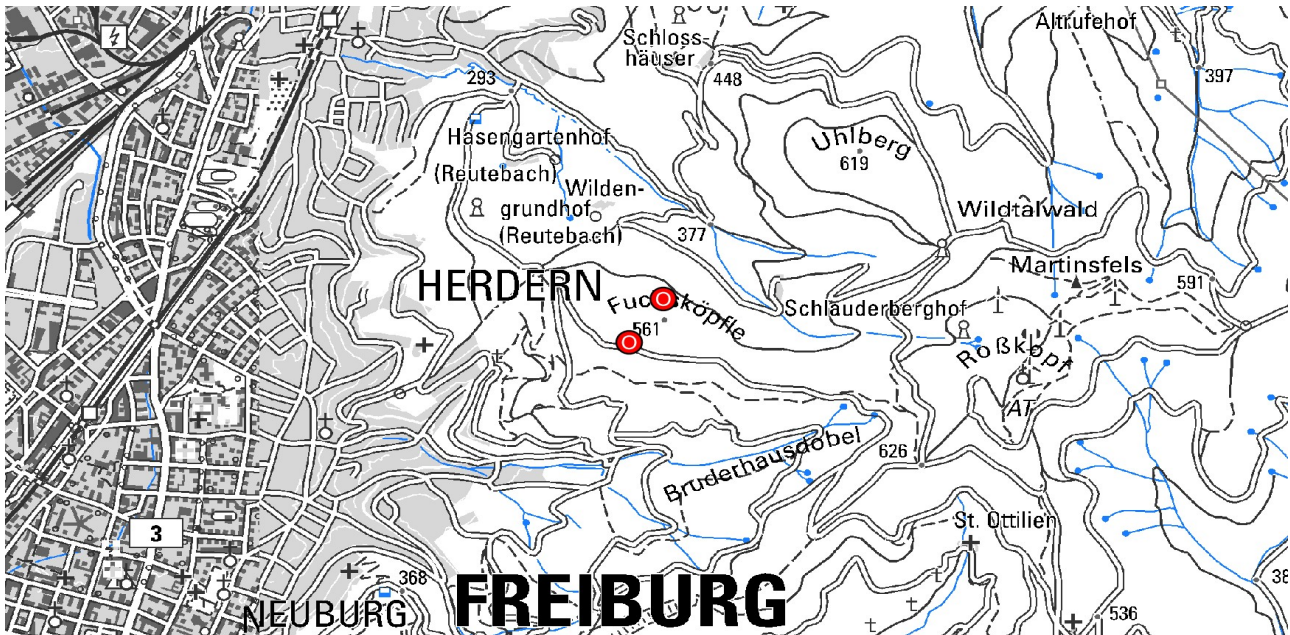 Altrufehof
Schloss-
häuser
448
397
293
Uhlberg
619
Hasengartenhof
(Reutebach)
Wilden-
grundhof
(Reutebach)
377
Wildtalwald
Martinsfels
591
HERDERN
Schlauderberghof
561
Roßkopf
AT
Bruderhausdobel
626
3
St. Ottilien
368
FREIBURG
NEUBURG
536